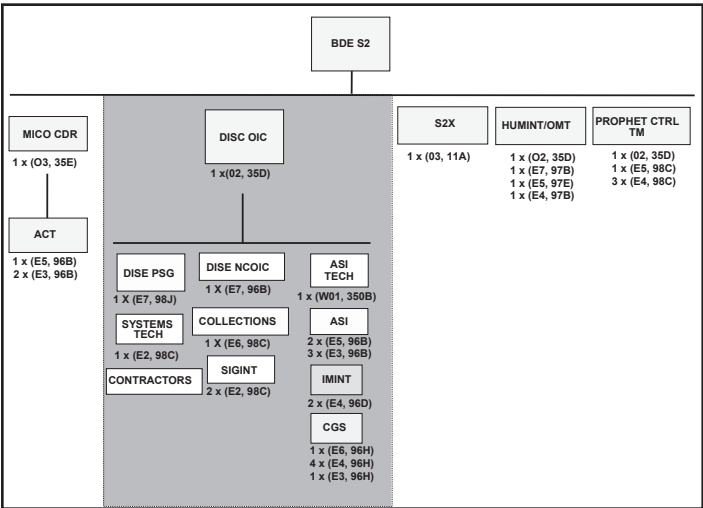 BDE S2
MICO CDR
1 x (O3, 35E)
ACT
1 x (E5, 96B)
2 x (E3, 96B)
DISC OIC
1 x(02, 35D)
DISE PSG
1 X (E7, 98J)
SYSTEMS
TECH
1 x (E2, 98C)
CONTRACTORS
DISE NCOIC
1 X (E7, 96B)
COLLECTIONS
1 X (E6, 98C)
SIGINT
2 x (E2, 98C)
ASI
TECH
1 x (W01, 350B)
ASI
2 x (E5, 96B)
3 x (E3, 96B)
IMINT
2 x (E4, 96D)
CGS
1 x (E6, 96H)
4 x (E4, 96H)
1 x (E3, 96H)
S2X
1 x (03, 11A)
HUMINT/OMT
1 x (O2, 35D)
1 x (E7, 97B)
1 x (E5, 97E)
1 x (E4, 97B)
PROPHET CTRL
TM
1 x (02, 35D)
1 x (E5, 98C)
3 x (E4, 98C)